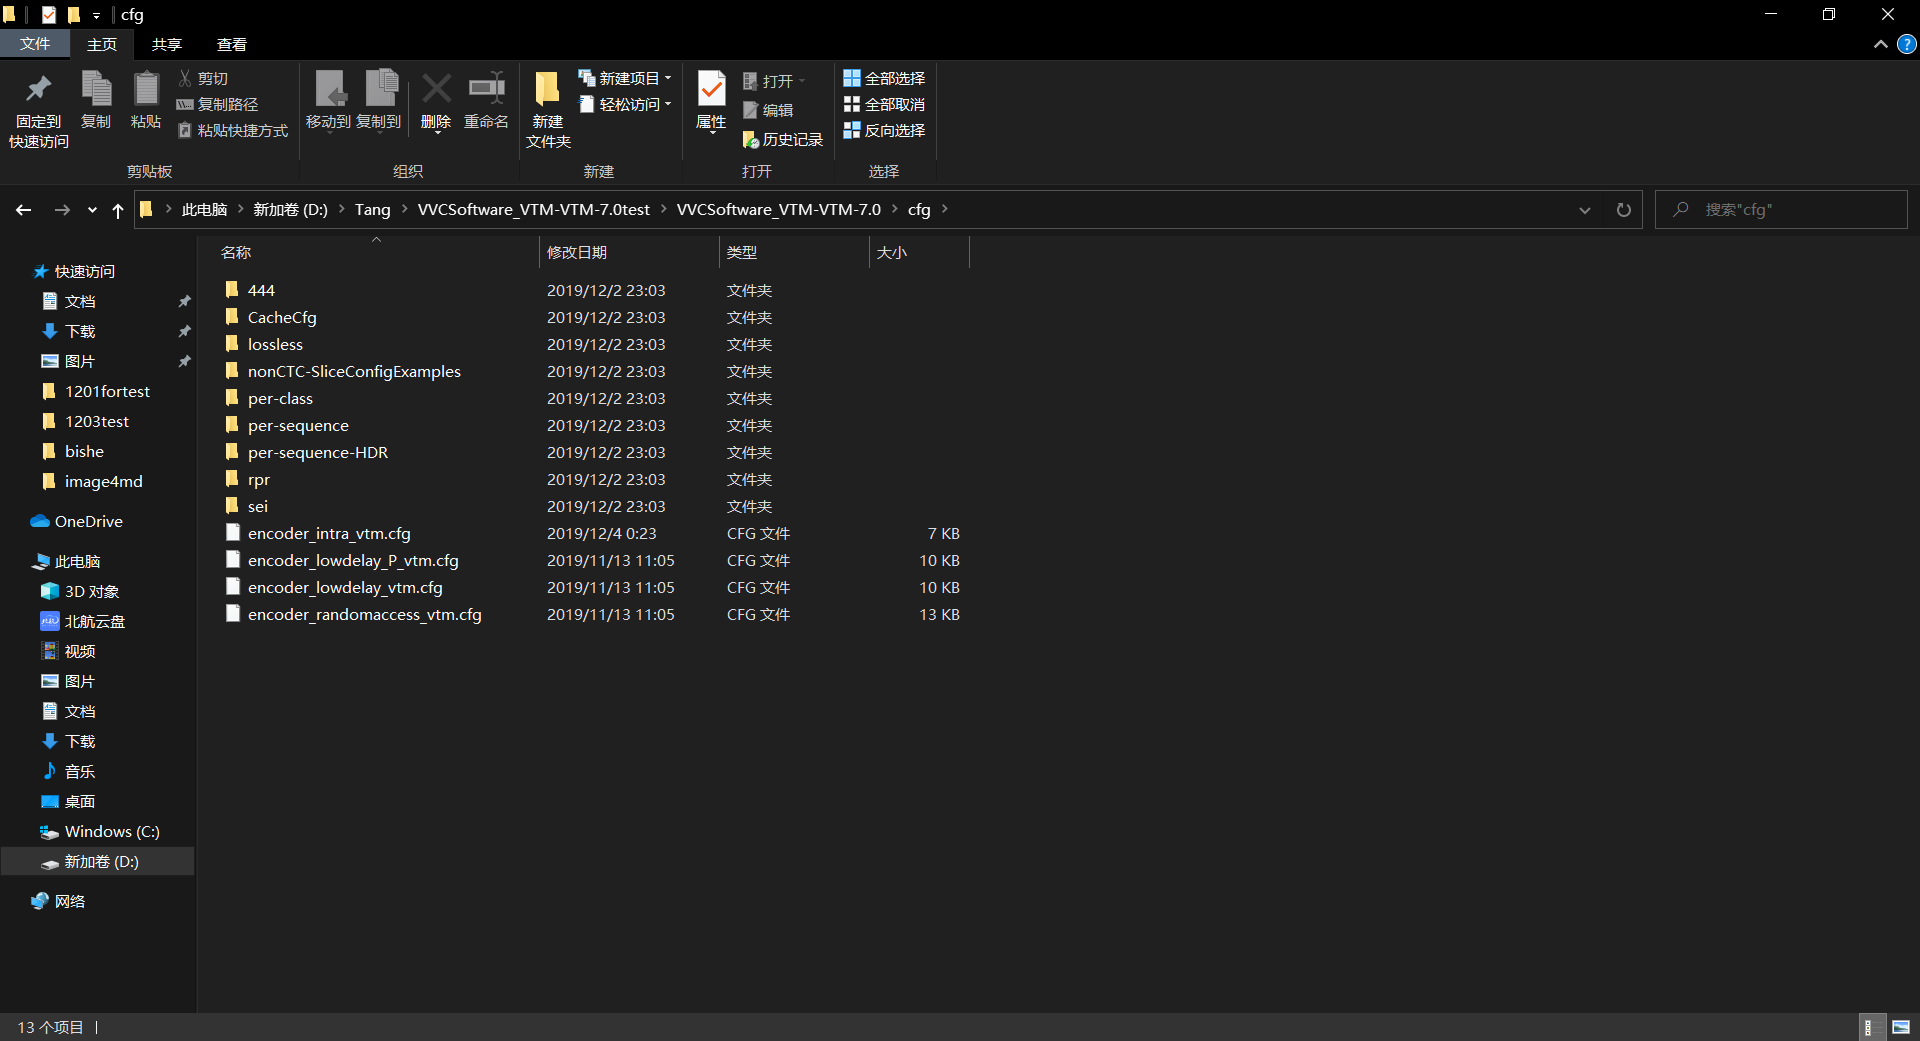 cfg
文件 主页 共享 查看
固定到
快速访问
复制
粘贴
剪切
复制路径
粘贴快捷方式
剪贴板
移动到
复制到
删除
重命名
组织
新建
文件夹
新建项目
轻松访问
新建
属性
打开
编辑
历史记录
打开
全部选择
全部取消
反向选择
选择
此电脑 新加卷 (D:) Tang VVCSoftware_VTM-VTM-7.0test VVCSoftware_VTM-VTM-7.0 cfg
搜索"cfg"
快速访问
文档
下载
图片
1201fortest
1203test
bishe
image4md
OneDrive
此电脑
3D 对象
北航云盘
视频
图片
文档
下载
音乐
桌面
Windows (C:)
新加卷 (D:)
网络
名称 修改日期 类型 大小
444 2019/12/2 23:03 文件夹
CacheCfg 2019/12/2 23:03 文件夹
lossless 2019/12/2 23:03 文件夹
nonCTC-SliceConfigExamples 2019/12/2 23:03 文件夹
per-class 2019/12/2 23:03 文件夹
per-sequence 2019/12/2 23:03 文件夹
per-sequence-HDR 2019/12/2 23:03 文件夹
rpr 2019/12/2 23:03 文件夹
sei 2019/12/2 23:03 文件夹
encoder_intra_vtm.cfg 2019/12/4 0:23 CFG 文件 7 KB
encoder_lowdelay_P_vtm.cfg 2019/11/13 11:05 CFG 文件 10 KB
encoder_lowdelay_vtm.cfg 2019/11/13 11:05 CFG 文件 10 KB
encoder_randomaccess_vtm.cfg 2019/11/13 11:05 CFG 文件 13 KB
13 个项目